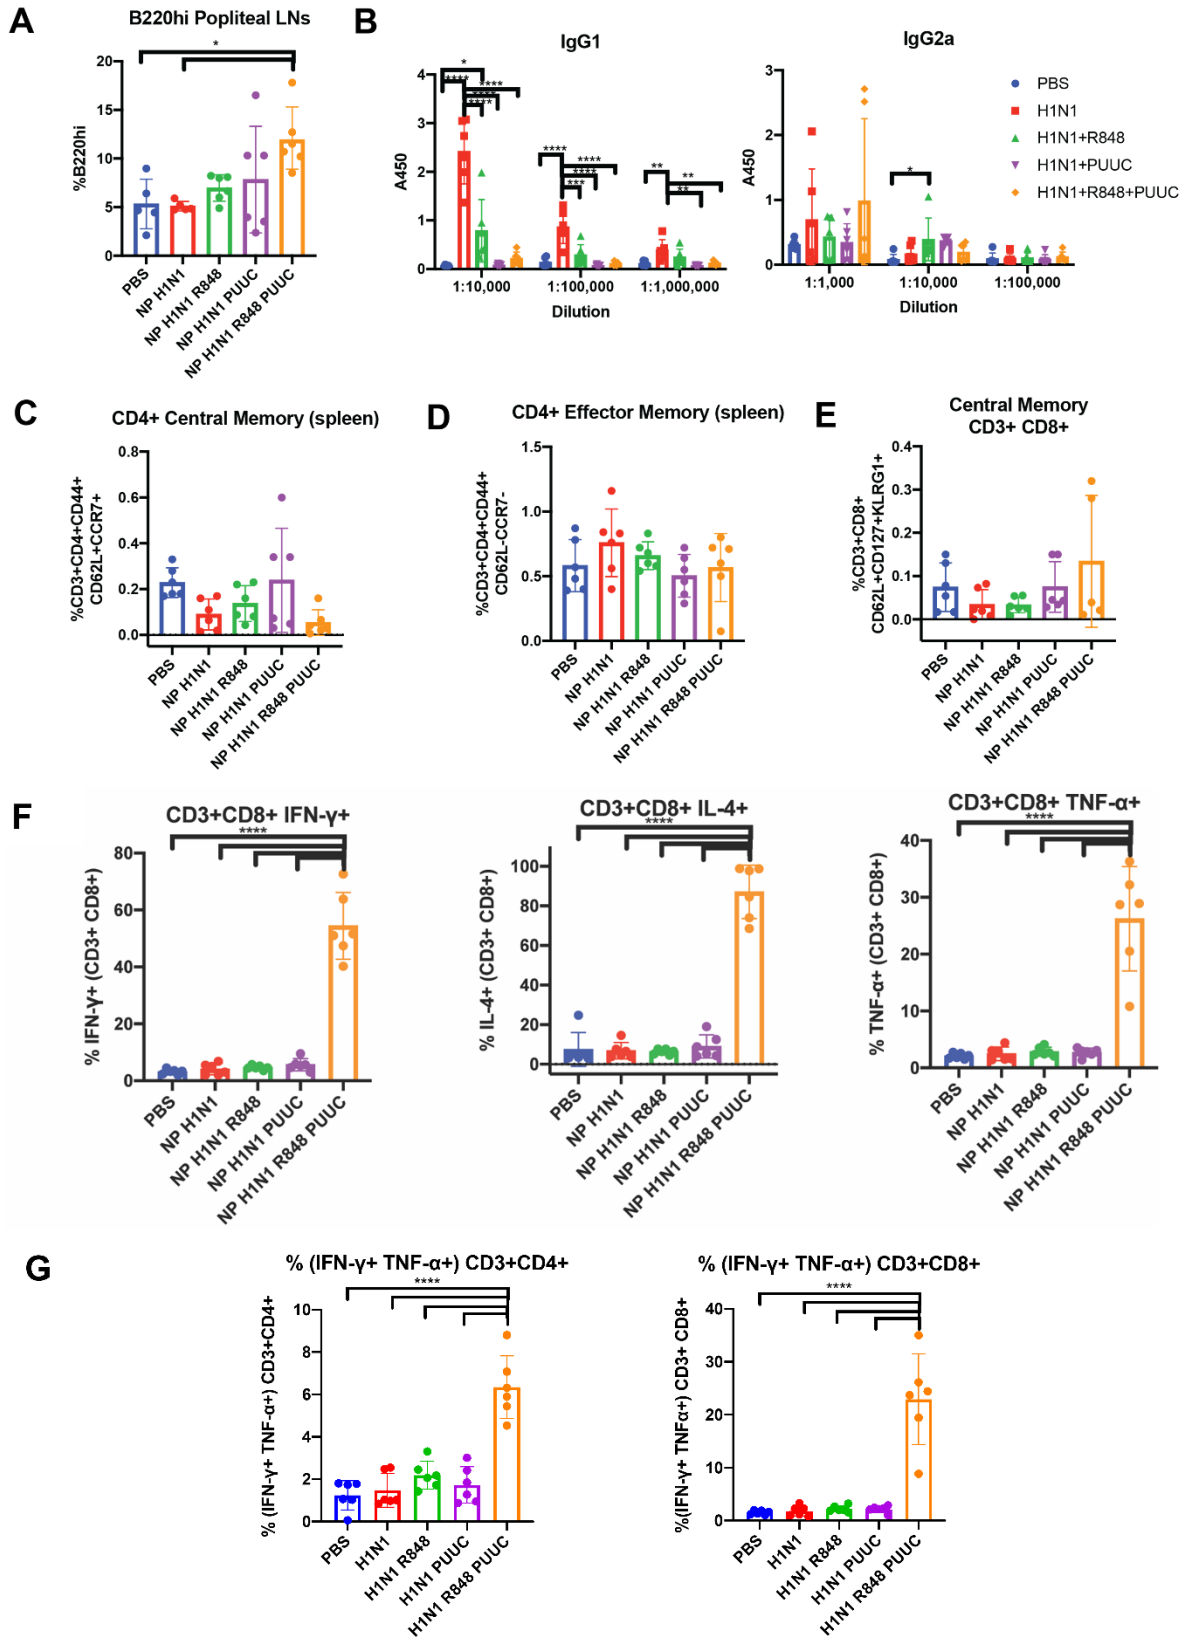 A
B220hi Popliteal LNs
*
%B220hi
20
15
10
5
0
PBS
NP H1N1
NP H1N1 R848
NP H1N1 PUUC
NP H1N1 R848 PUUC
B
IgG1
A450
4
3
2
1
0
*
****
****
****
****
****
****
****
***
**
**
**
1:10,000
1:100,000
1:1,000,000
Dilution
IgG2a
A450
3
2
1
0
*
1:1,000
1:10,000
1:100,000
Dilution
PBS
H1N1
H1N1+R848
H1N1+PUUC
H1N1+R848+PUUC
C
CD4+ Central Memory (spleen)
%CD3+CD4+CD44+
CD62L+CCR7+
0.8
0.6
0.4
0.2
0.0
PBS
NP H1N1
NP H1N1 R848
NP H1N1 PUUC
NP H1N1 R848 PUUC
D
CD4+ Effector Memory (spleen)
%CD3+CD4+CD44+
CD62L-CCR7-
1.5
1.0
0.5
0.0
PBS
NP H1N1
NP H1N1 R848
NP H1N1 PUUC
NP H1N1 R848 PUUC
E
Central Memory
CD3+ CD8+
%CD3+CD8+
CD62L+CD127+KLRG1+
0.4
0.3
0.2
0.1
0.0
PBS
NP H1N1
NP H1N1 R848
NP H1N1 PUUC
NP H1N1 R848 PUUC
F
CD3+CD8+ IFN-γ+
****
% IFN-γ+ (CD3+ CD8+)
80
60
40
20
0
PBS
NP H1N1
NP H1N1 R848
NP H1N1 PUUC
NP H1N1 R848 PUUC
CD3+CD8+ IL-4+
****
% IL-4+ (CD3+ CD8+)
100
80
60
40
20
0
PBS
NP H1N1
NP H1N1 R848
NP H1N1 PUUC
NP H1N1 R848 PUUC
CD3+CD8+ TNF-α+
****
% TNF-α+ (CD3+ CD8+)
40
30
20
10
0
PBS
NP H1N1
NP H1N1 R848
NP H1N1 PUUC
NP H1N1 R848 PUUC
G
% (IFN-γ+ TNF-α+) CD3+CD4+
****
% (IFN-γ+ TNF-α+) CD3+CD4+
10
8
6
4
2
0
PBS
H1N1
H1N1 R848
H1N1 PUUC
H1N1 R848 PUUC
% (IFN-γ+ TNF-α+) CD3+CD8+
****
%(IFN-γ+ TNFα+) CD3+ CD8+
40
30
20
10
0
PBS
H1N1
H1N1 R848
H1N1 PUUC
H1N1 R848 PUUC